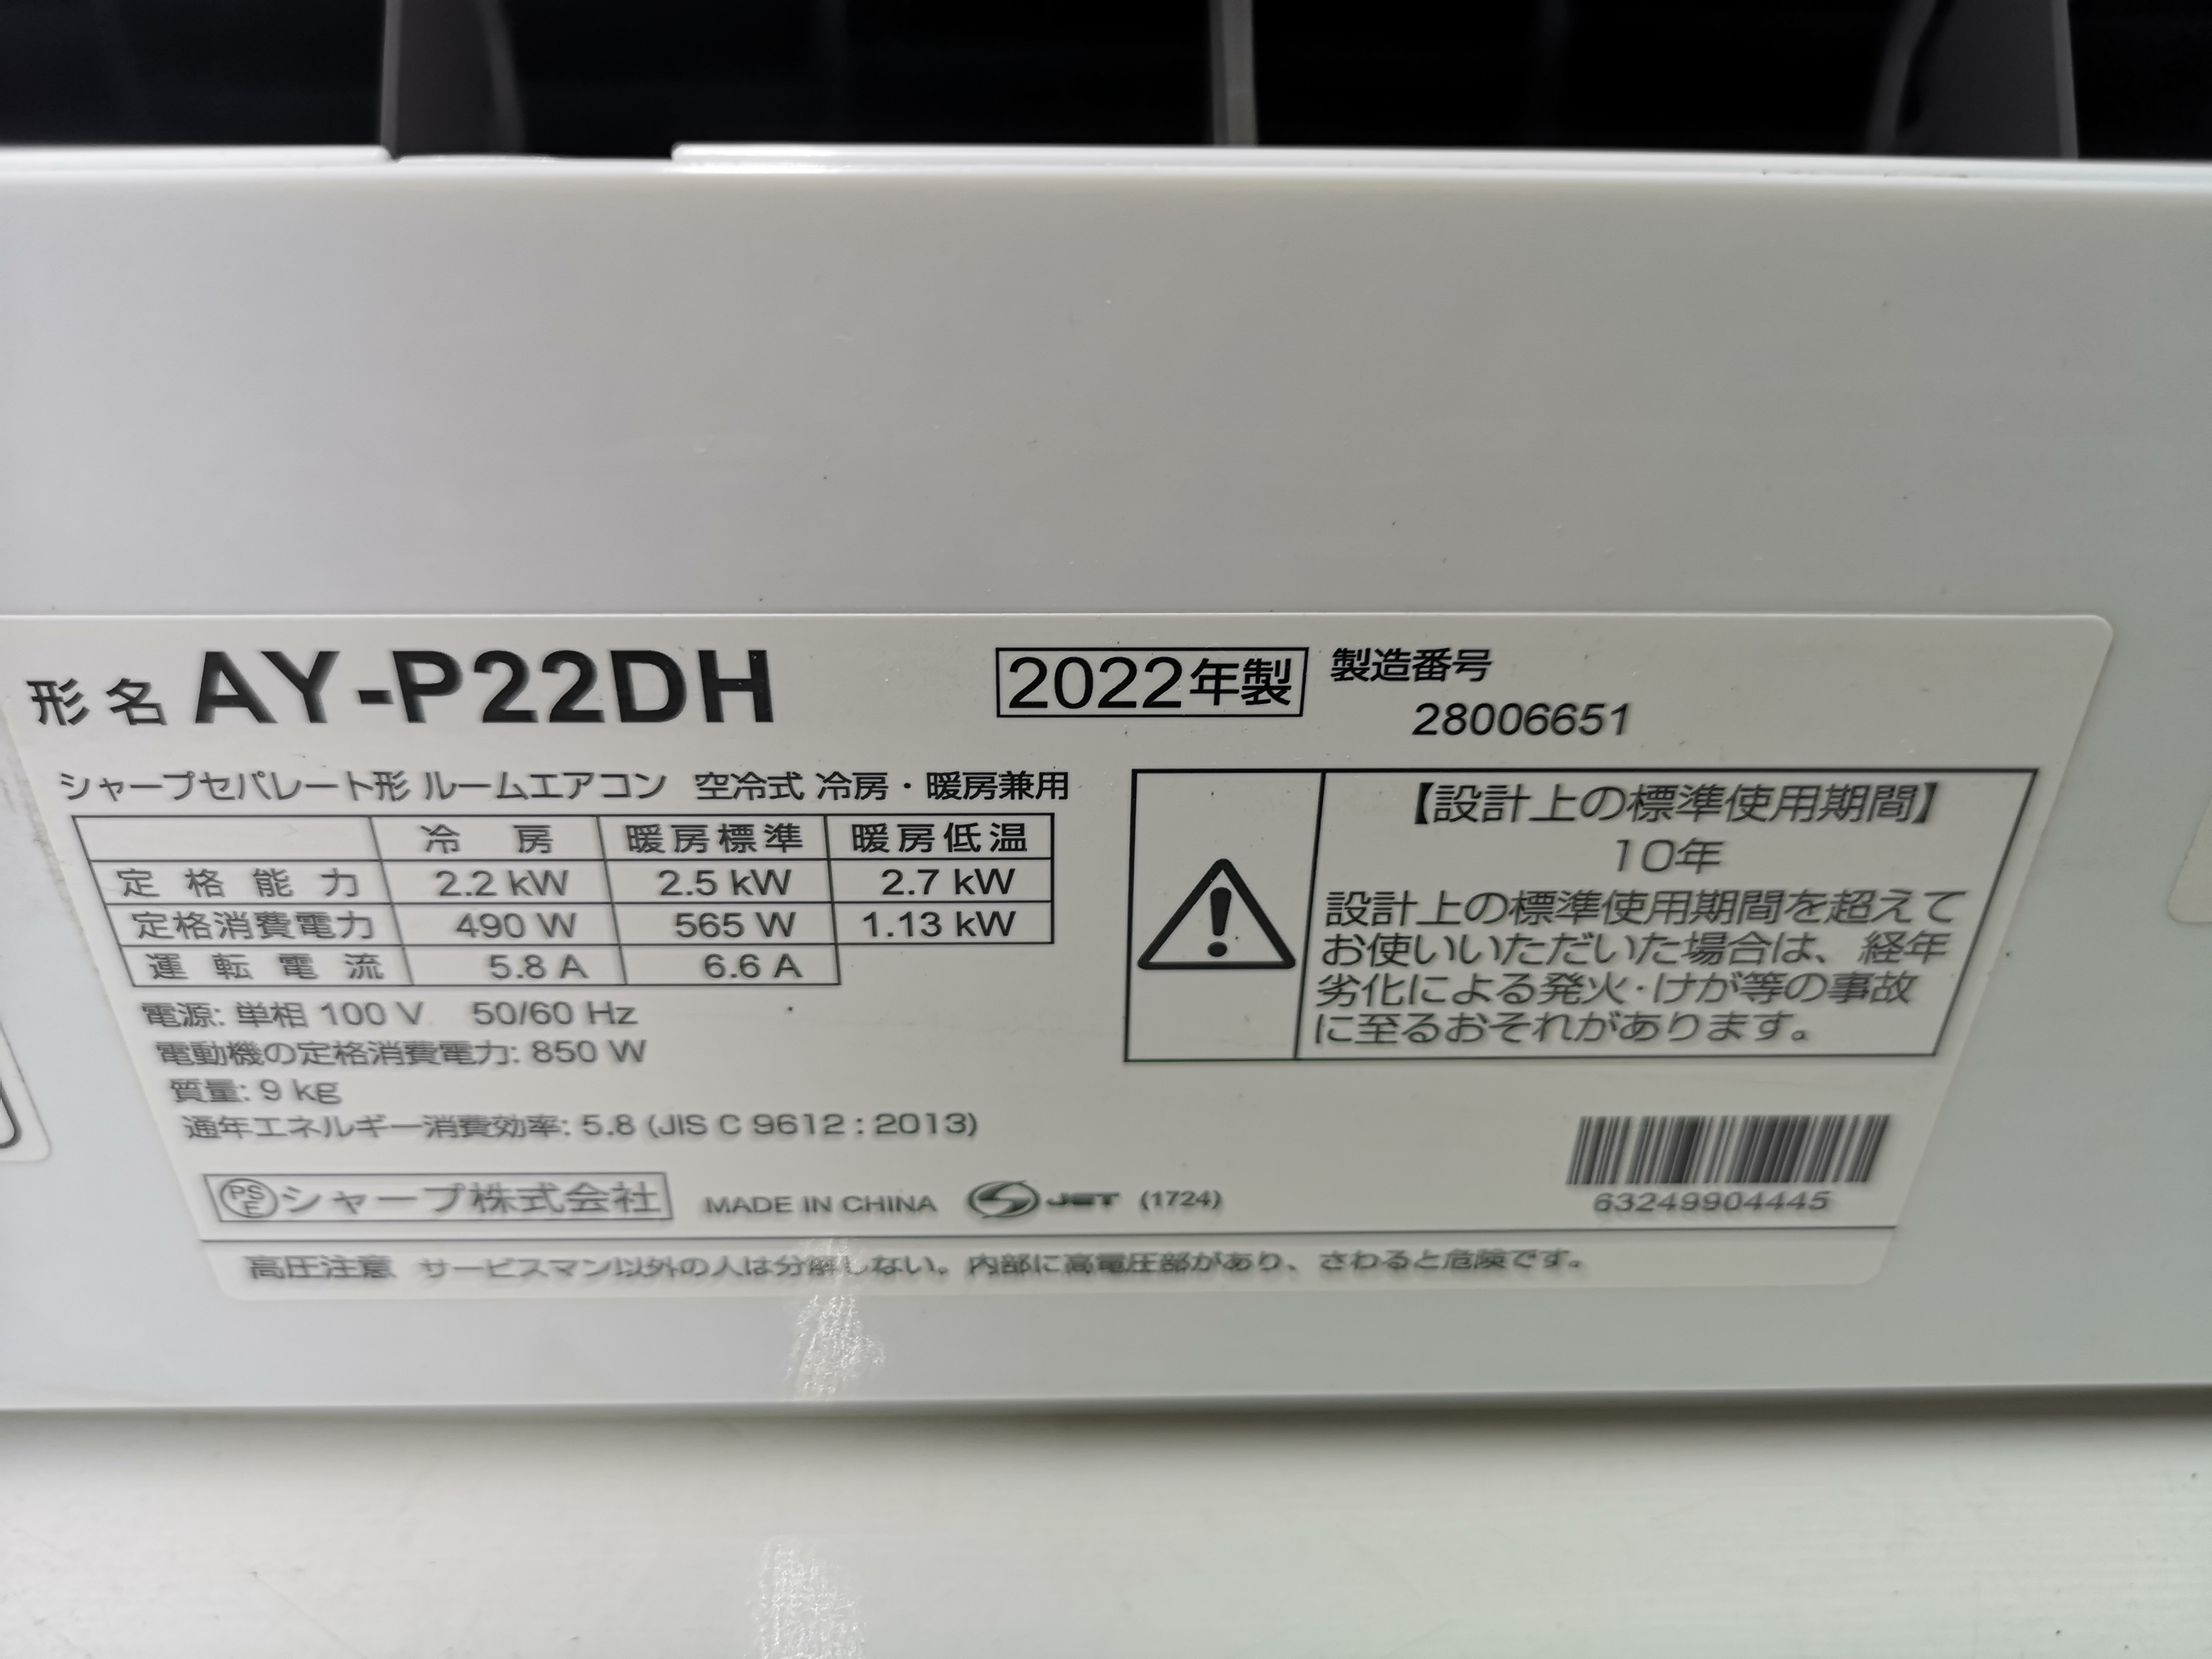 形名 AY-P22DH 2022年製 製造番号
28006651
シャープセパレート形 ルームエアコン 空冷式 冷房・暖房兼用
冷房 暖房標準 暖房低温
定格能力 2.2 kW 2.5 kW 2.7 kW
定格消費電力 490 W 565 W 1.13 kW
運転電流 5.8 A 6.6 A
電源: 単相 100 V 50/60 Hz
電動機の定格消費電力: 850 W
質量: 9 kg
通年エネルギー消費効率: 5.8 (JIS C 9612 : 2013)
PS E シャープ株式会社 MADE IN CHINA JET (1724)
【設計上の標準使用期間】
10年
設計上の標準使用期間を超えて
お使いいただいた場合は、経年
劣化による発火・けが等の事故
に至るおそれがあります。
63249904445
高圧注意 サービスマン以外の人は分解しない。内部に高電圧部があり、さわると危険です。